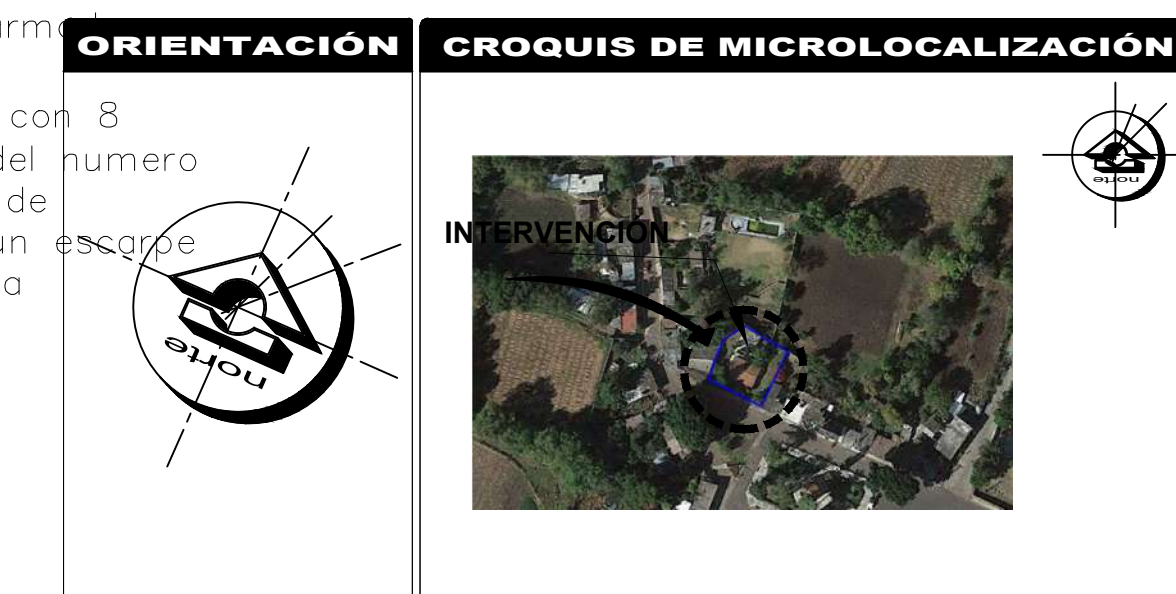 ORIENTACIÓN
CROQUIS DE MICROLOCALIZACIÓN
con 8
del numero
de
un escarpe
a
norte
INTERVENCIÓN
norte